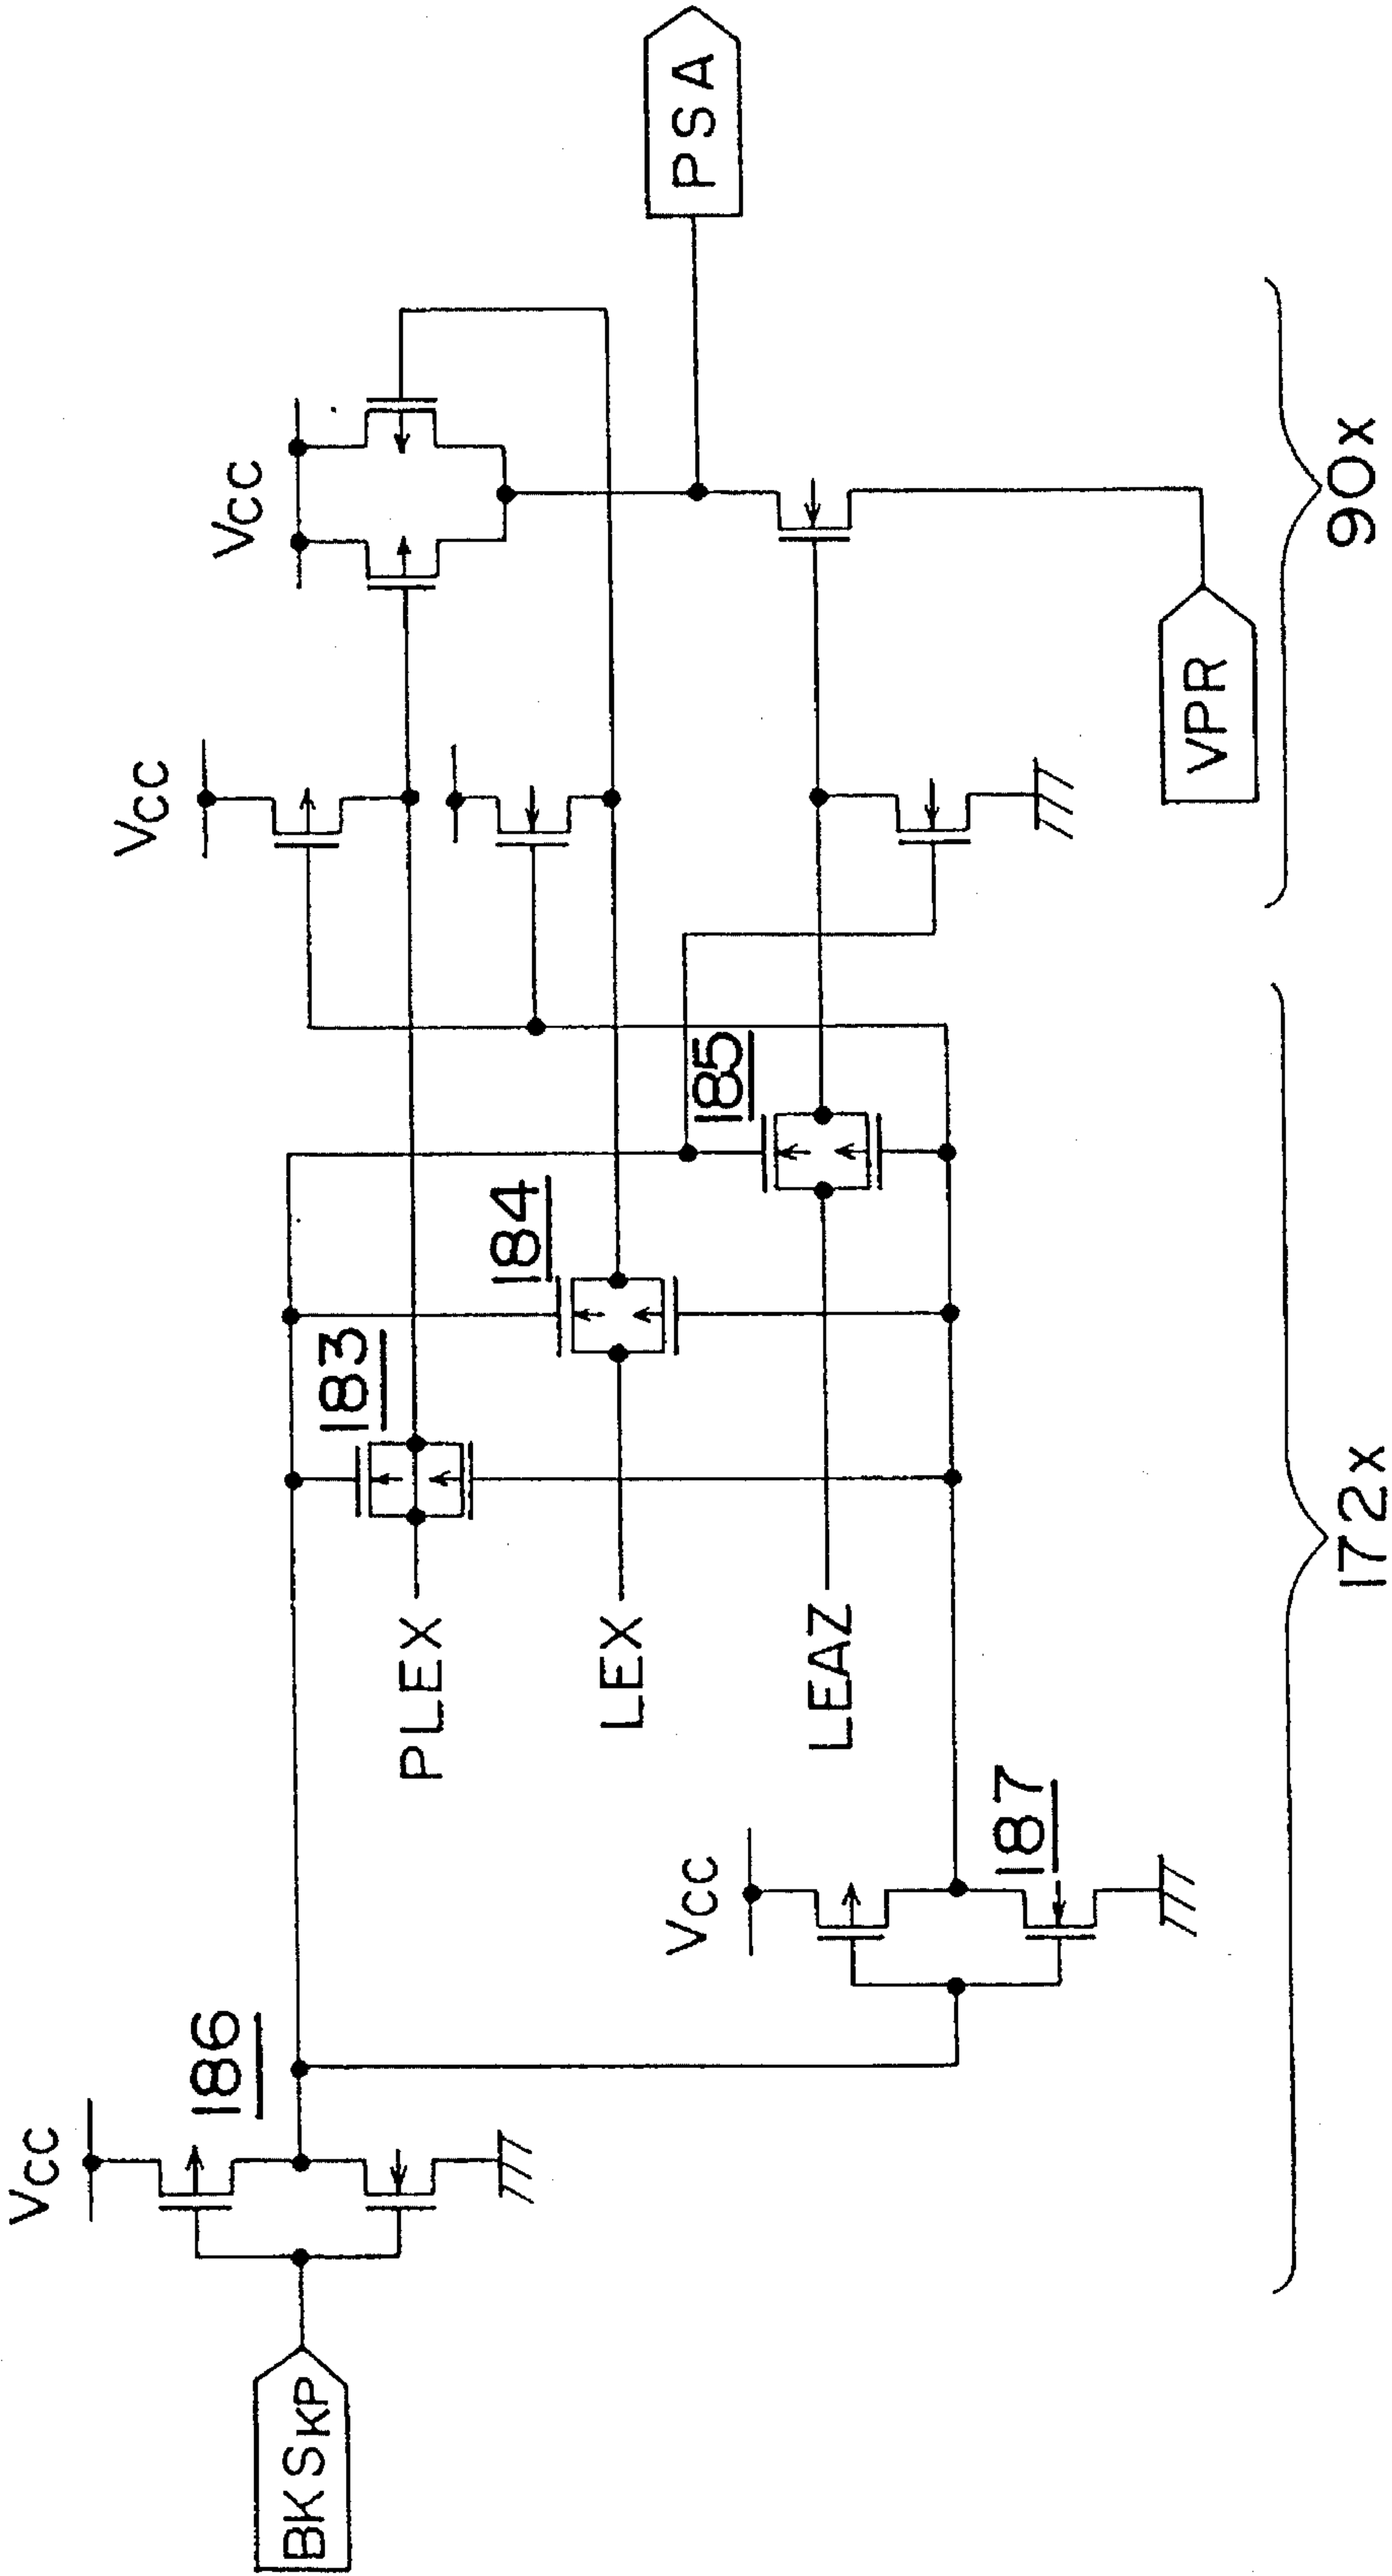 BKSKP
VCC
186
VCC
187
PLEX
LEX
LEAZ
183
184
185
VCC
VCC
PSA
VPR
172x
90x